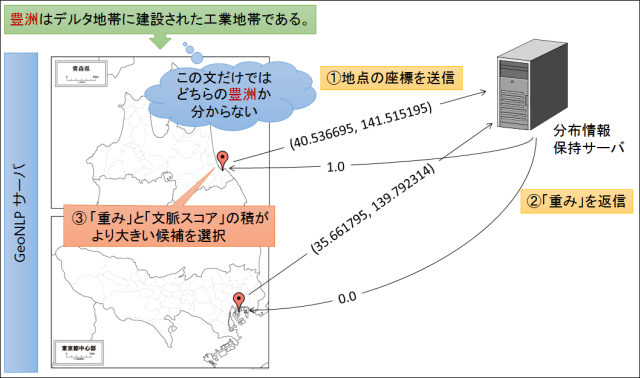 豊洲はデルタ地帯に建設された工業地帯である。
青森県
この文だけでは
どちらの豊洲か
分からない
①地点の座標を送信
(40.536695, 141.515195)
1.0
分布情報
保持サーバ
(35.661795, 139.792314)
②「重み」を返信
③「重み」と「文脈スコア」の積が
より大きい候補を選択
GeoNLP サーバ
0.0
東京都中心部